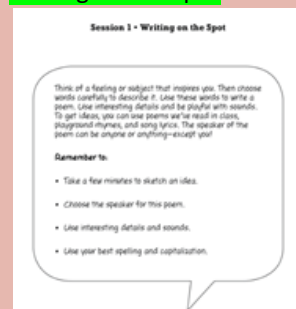 Session 1 • Writing on the Spot
Think of a feeling or subject that inspires you. Then choose
words carefully to describe it. Use these words to write a
poem. Use interesting details and be playful with sounds.
To get ideas, you can use poems we've read in class,
playground rhymes, and song lyrics. The speaker of the
poem can be anyone or anything—except you!
Remember to:
• Take a few minutes to sketch an idea.
• Choose the speaker for this poem.
• Use interesting details and sounds.
• Use your best spelling and capitalization.